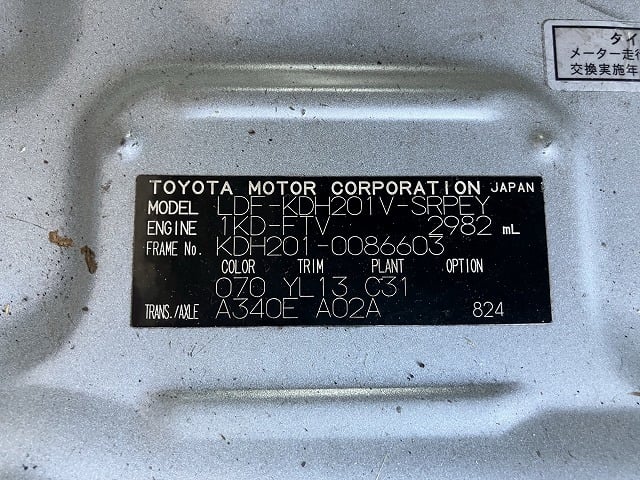 タイ
メーター走行
交換実施年
TOYOTA MOTOR CORPORATION JAPAN
MODEL LDF-KDH201V-SRPEY
ENGINE 1KD-FTV 2982 mL
FRAME No. KDH201-0086603
COLOR TRIM PLANT OPTION
070 YL13 C31
TRANS./AXLE A340E A02A 824